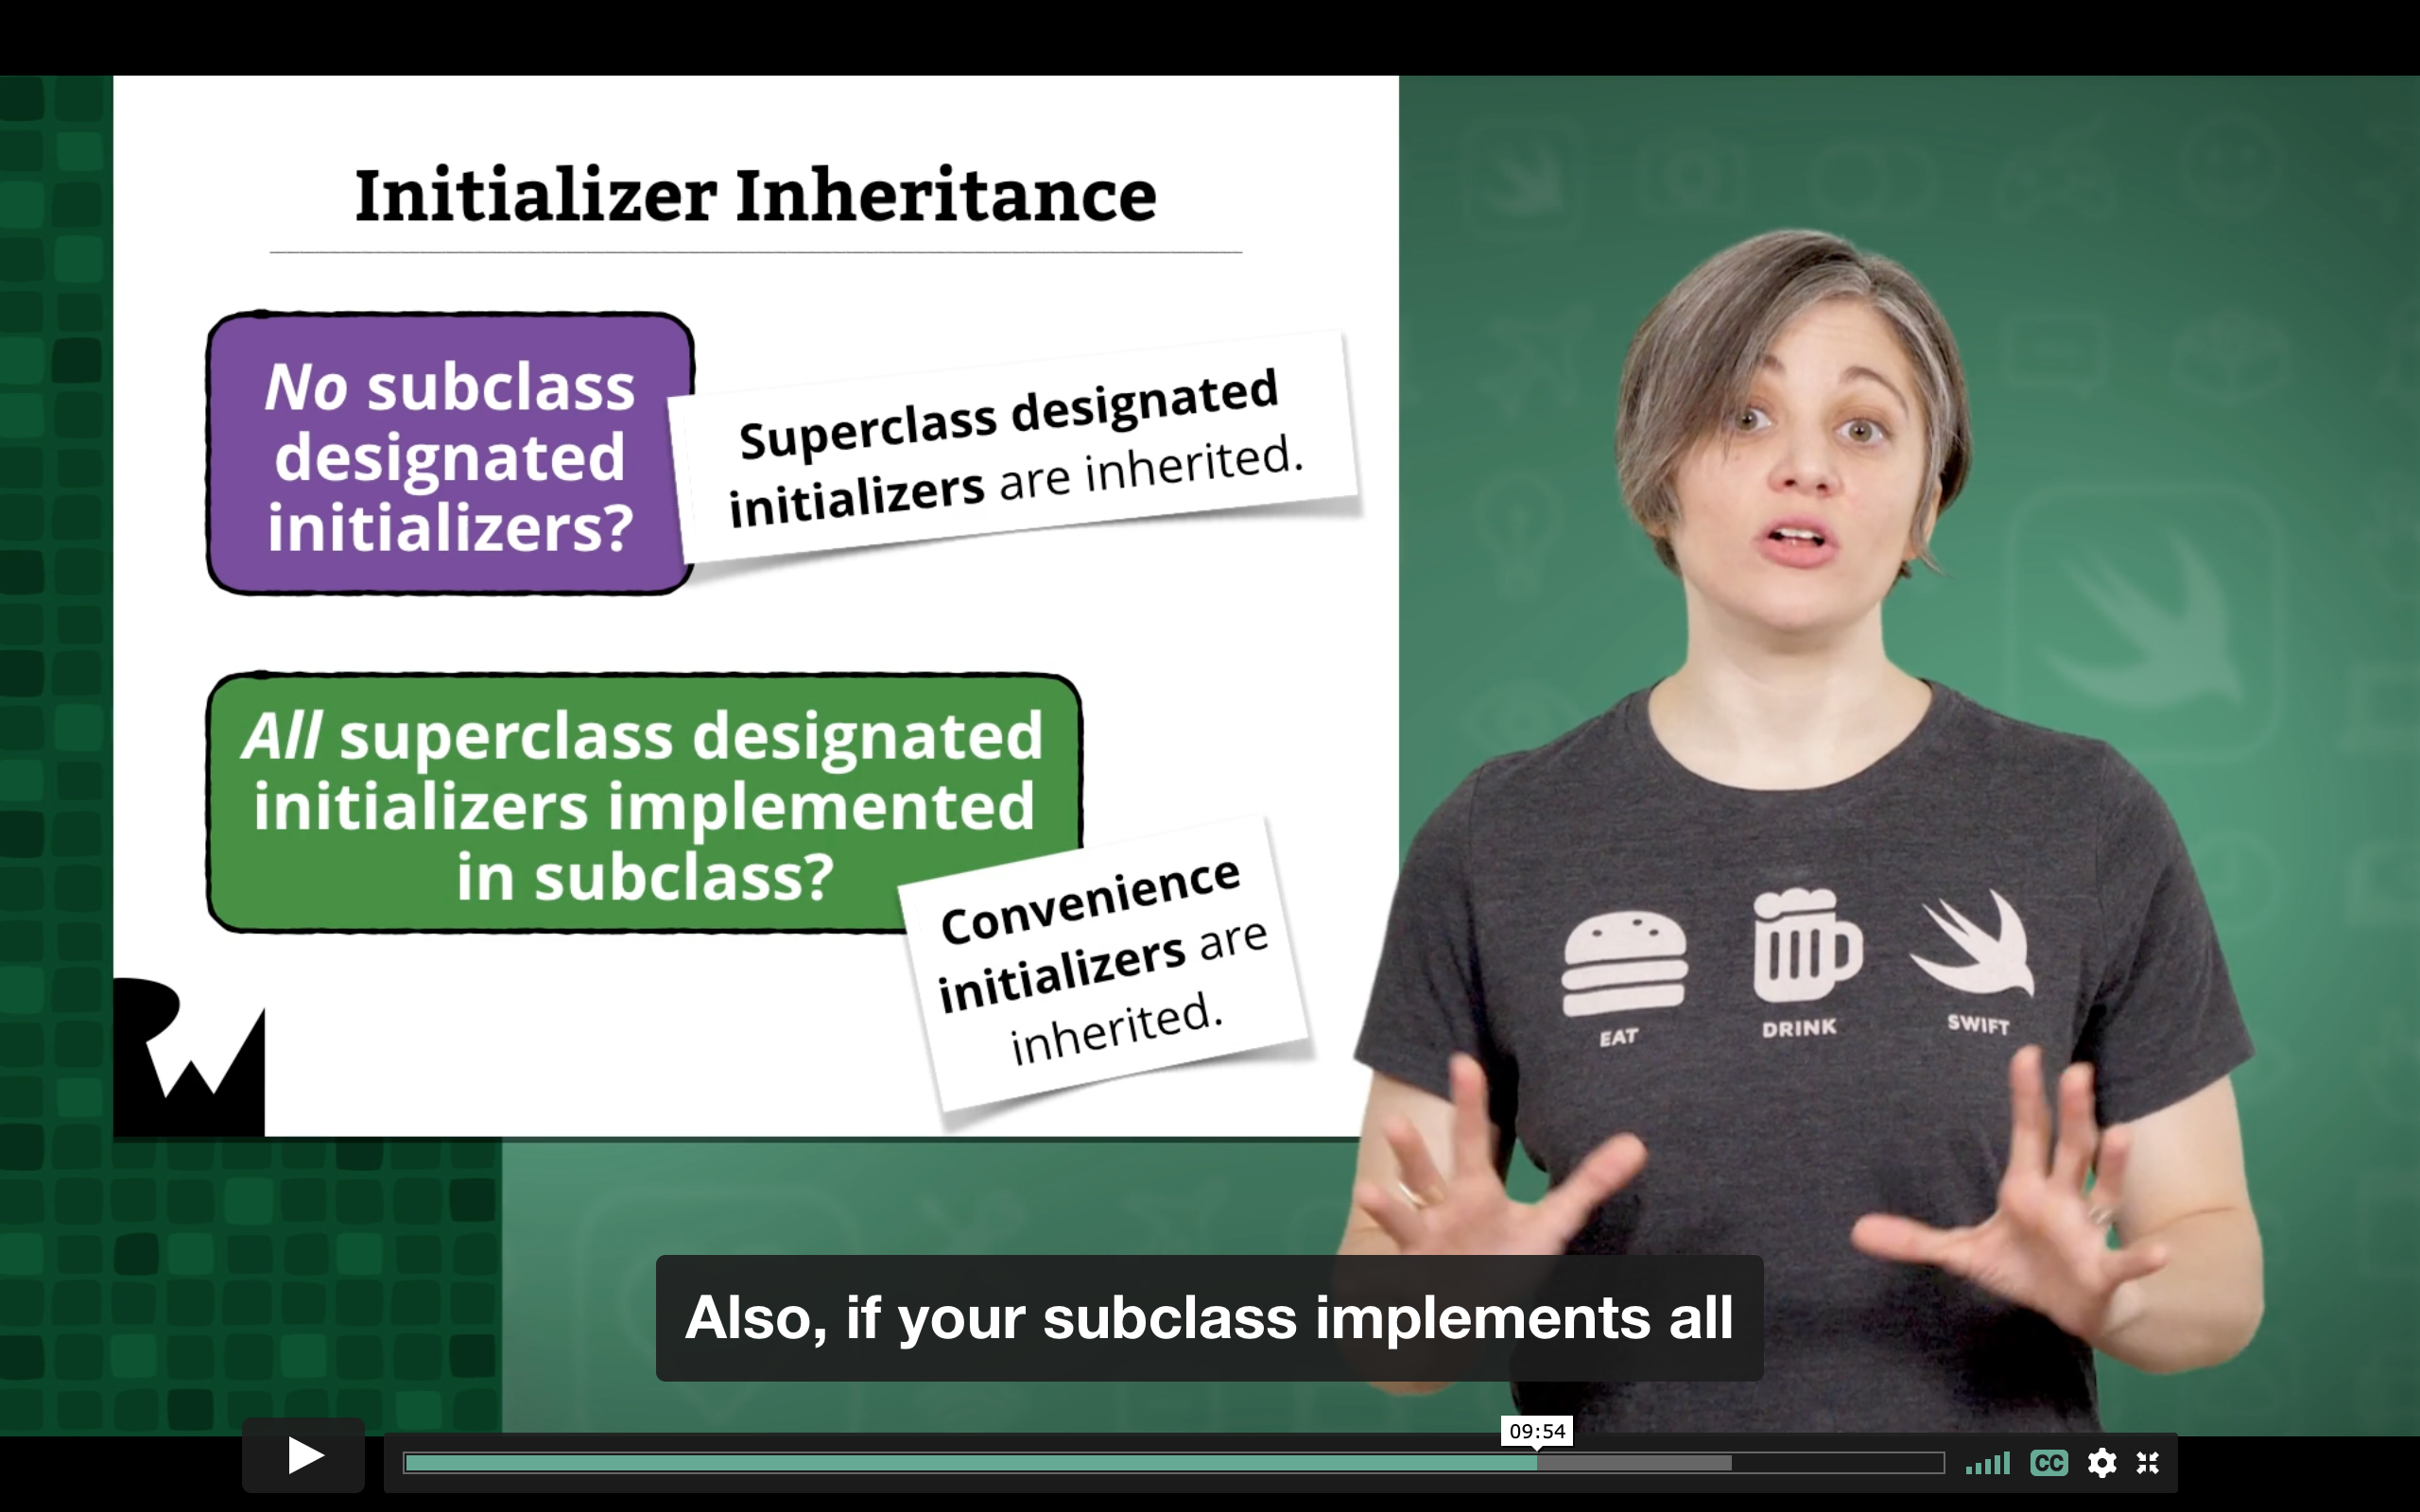 Initializer Inheritance
No subclass
designated
initializers?
Superclass designated
initializers are inherited.
All superclass designated
initializers implemented
in subclass?
Convenience
initializers are
inherited.
EAT
DRINK
SWIFT
Also, if your subclass implements all
09:54
CC